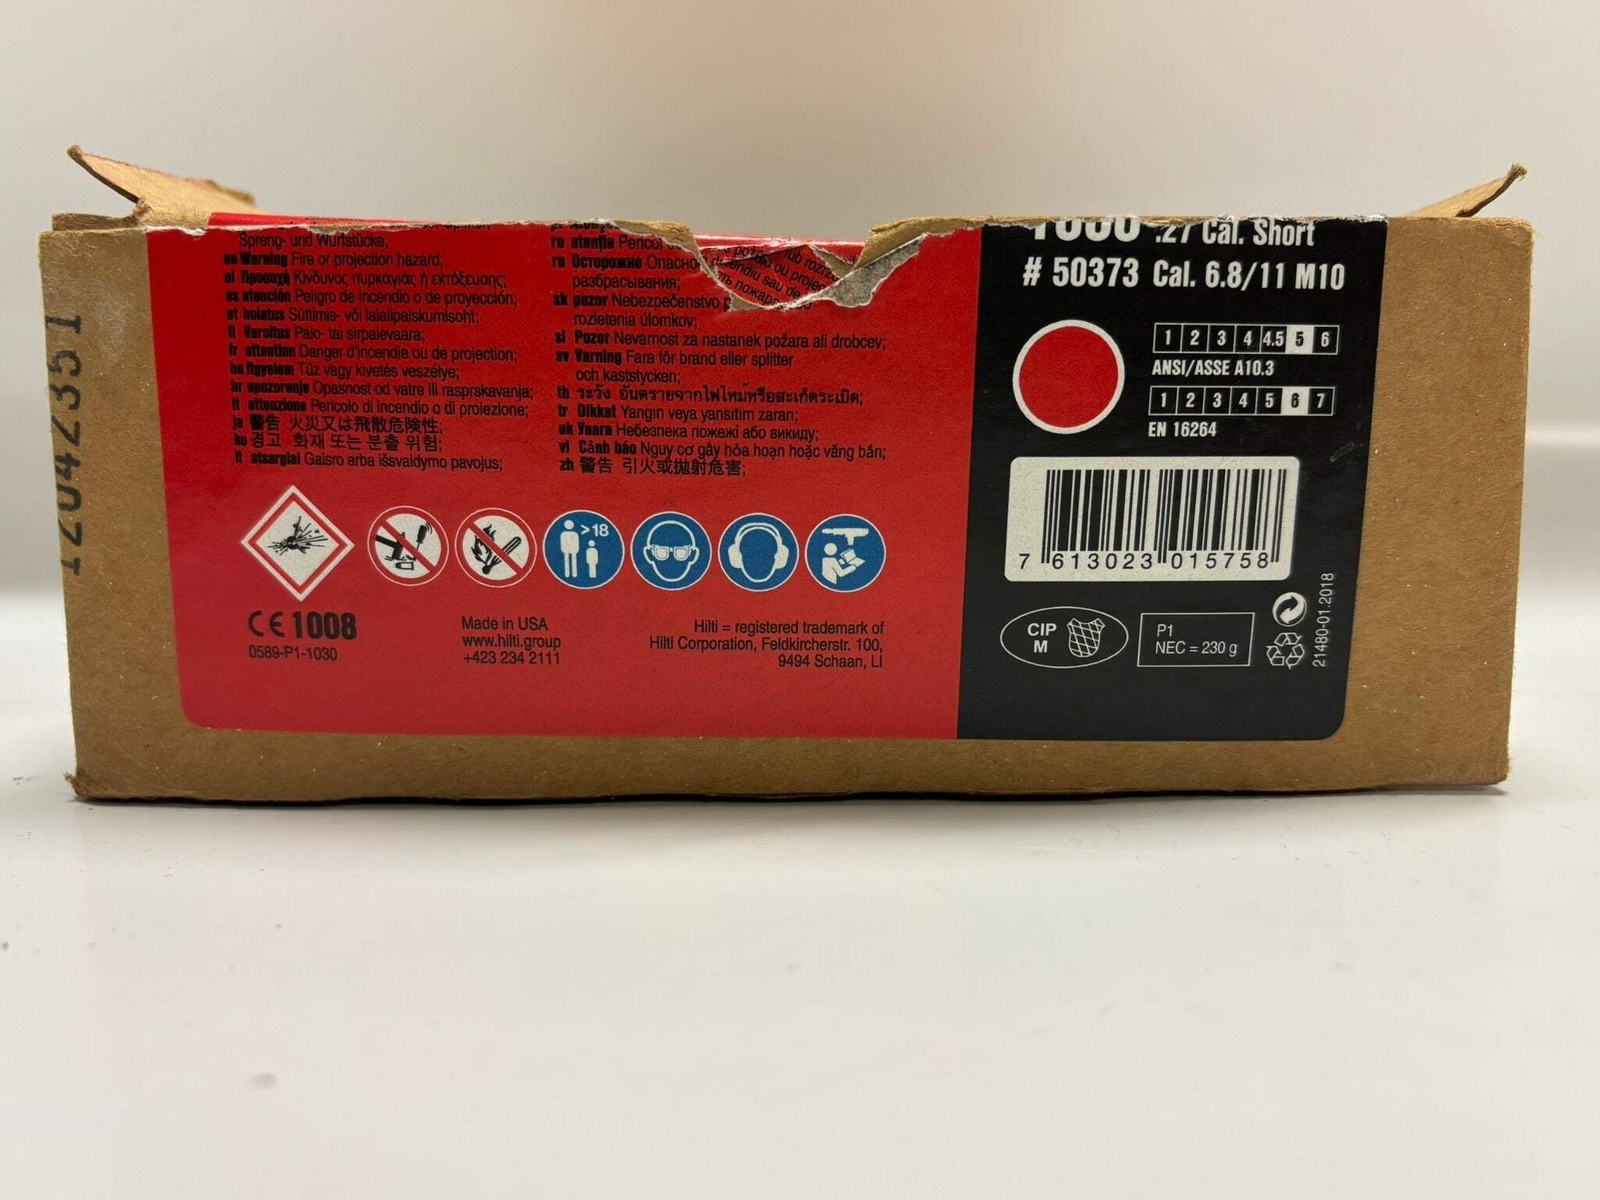 Spreng- und Wurfstücke;
en Warning Fire or projection hazard;
el Προσοχή Κίνδυνος πυρκαγιάς ή εκτόξευσης;
es atención Peligro de incendio o de proyección;
et hoiatus Süttimis- või laialipaiskumisoht;
fi Varoitus Palo- tai sirpalevaara;
fr attention Danger d'incendie ou de projection;
hu figyelem Tűz vagy kivetés veszélye;
hr upozorenje Opasnost od vatre ili rasprskavanja;
it attenzione Pericolo di incendio o di proiezione;
ja 警告 火災又は飛散危険性;
ko 경고 화재 또는 분출 위험;
lt atsargiai Gaisro arba išsvaidymo pavojus;
ro atenţie Pericol
ru Осторожно
разбрасывания;
sk pozor Nebezpečenstvo
rozletenia úlomkov;
sl Pozor Nevarnost za nastanek požara ali drobcev;
sv Varning Fara för brand eller splitter
och kaststycken;
th ระวัง อันตรายจากไฟไหม้หรือสะเก็ดระเบิด;
tr Dikkat Yangın veya yansıtım zararı;
uk Увага Небезпека пожежі або викиду;
vi Cảnh báo Nguy cơ gây hỏa hoạn hoặc văng bắn;
zh 警告 引火或拋射危害;
>18
CE 1008
0589-P1-1030
Made in USA
www.hilti.group
+423 234 2111
Hilti = registered trademark of
Hilti Corporation, Feldkircherstr. 100,
9494 Schaan, LI
.27 Cal. Short
# 50373 Cal. 6.8/11 M10
1 2 3 4 4.5 5 6
ANSI/ASSE A10.3
1 2 3 4 5 6 7
EN 16264
7 613023 015758
CIP
M
P1
NEC = 230 g
21480-01.2018
12042351